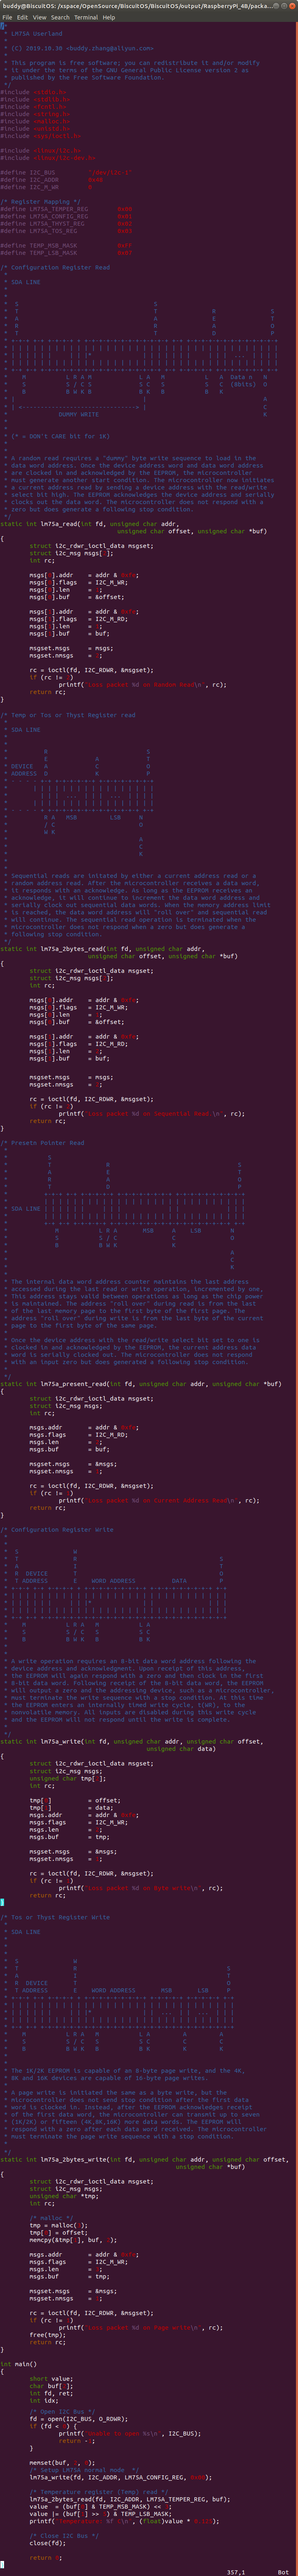 buddy@BiscuitOS: /xspace/OpenSource/BiscuitOS/BiscuitOS/output/RaspberryPi_4B/packa...
File Edit View Search Terminal Help
/*
 * LM75A Userland
 *
 * (C) 2019.10.30 <buddy.zhang@aliyun.com>
 *
 * This program is free software; you can redistribute it and/or modify
 * it under the terms of the GNU General Public License version 2 as
 * published by the Free Software Foundation.
 */
#include <stdio.h>
#include <stdlib.h>
#include <fcntl.h>
#include <string.h>
#include <malloc.h>
#include <unistd.h>
#include <sys/ioctl.h>
#include <linux/i2c.h>
#include <linux/i2c-dev.h>
#define I2C_BUS "/dev/i2c-1"
#define I2C_ADDR
#define I2C_M_WR 0
/* Register Mapping */
#define LM75A_TEMPER_REG 0x00
#define LM75A_CONFIG_REG 0x01
#define LM75A_THYST_REG 0x02
#define LM75A_TOS_REG 0x03
#define TEMP_MSB_MASK
#define TEMP_LSB_MASK
/* Configuration Register Read
 *
 * SDA LINE
 *
 *
 * S S
 * T T R S
 * A A E T
 * R R A O
 * T T D P
 * M L R A M L A M L A Data n N
 * S S / C S S C S S C (8bits) O
 * B B W K B B K B B K
 * | | A
 * | <------------------------------> | C
 * DUMMY WRITE K
 *
 *
 * (* = DON't CARE bit for 1K)
 *
 *
 * A random read requires a "dummy" byte write sequence to load in the
 * data word address. Once the device address word and data word address
 * are clocked in and acknowledged by the EEPROM, the microcontroller
 * must generate another start condition. The microcontroller now initiates
 * a current address read by sending a device address with the read/write
 * select bit high. The EEPROM acknowledges the device address and serially
 * clocks out the data word. The microcontroller does not respond with a
 * zero but does generate a following stop condition.
 */
static int lm75a_read(int fd, unsigned char addr,
unsigned char offset, unsigned char *buf)
{
struct i2c_rdwr_ioctl_data msgset;
struct i2c_msg msgs[2];
int rc;
msgs[0].addr = addr & 0xfe;
msgs[0].flags = I2C_M_WR;
msgs[0].len = 1;
msgs[0].buf = &offset;
msgs[1].addr = addr & 0xfe;
msgs[1].flags = I2C_M_RD;
msgs[1].len = 1;
msgs[1].buf = buf;
msgset.msgs = msgs;
msgset.nmsgs = 2;
rc = ioctl(fd, I2C_RDWR, &msgset);
if (rc != 2)
printf("Loss packet %d on Random Read\n", rc);
return rc;
}
/* Temp or Tos or Thyst Register read
 *
 * SDA LINE
 *
 *
 * R S
 * E A T
 * DEVICE A C O
 * ADDRESS D K P
 * R A MSB LSB N
 * / C O
 * W K
 * A
 * C
 * K
 *
 *
 * Sequential reads are initated by either a current address read or a
 * random address read. After the microcontroller receives a data word,
 * it responds with an acknowledge. As long as the EEPROM receives an
 * acknowledge, it will continue to increment the data word address and
 * serially clock out sequential data words. When the memory address limit
 * is reached, the data word address will "roll over" and sequential read
 * will continue. The sequential read operation is terminated when the
 * microcontroller does not respond when a zero but does generate a
 * following stop condition.
 */
static int lm75a_2bytes_read(int fd, unsigned char addr,
unsigned char offset, unsigned char *buf)
{
struct i2c_rdwr_ioctl_data msgset;
struct i2c_msg msgs[2];
int rc;
msgs[0].addr = addr & 0xfe;
msgs[0].flags = I2C_M_WR;
msgs[0].len = 1;
msgs[0].buf = &offset;
msgs[1].addr = addr & 0xfe;
msgs[1].flags = I2C_M_RD;
msgs[1].len = 2;
msgs[1].buf = buf;
msgset.msgs = msgs;
msgset.nmsgs = 2;
rc = ioctl(fd, I2C_RDWR, &msgset);
if (rc != 2)
printf("Loss packet %d on Sequential Read.\n", rc);
return rc;
}
/* Presetn Pointer Read
 *
 * S
 * T R S
 * A E T
 * R A O
 * T D P
 * SDA LINE
 * M L R A MSB A LSB N
 * S S / C C O
 * B B W K K
 * A
 * C
 * K
 *
 * The internal data word address counter maintains the last address
 * accessed during the last read or write operation, incremented by one,
 * This address stays valid between operations as long as the chip power
 * is maintained. The address "roll over" during read is from the last
 * of the last memory page to the first byte of the first page. The
 * address "roll over" during write is from the last byte of the current
 * page to the first byte of the same page.
 *
 * Once the device address with the read/write select bit set to one is
 * clocked in and acknowledged by the EEPROM, the current address data
 * word is serially clocked out. The microcontroller does not respond
 * with an input zero but does generated a following stop condition.
 */
static int lm75a_present_read(int fd, unsigned char addr, unsigned char *buf)
{
struct i2c_rdwr_ioctl_data msgset;
struct i2c_msg msgs;
int rc;
msgs.addr = addr & 0xfe;
msgs.flags = I2C_M_RD;
msgs.len = 1;
msgs.buf = buf;
msgset.msgs = &msgs;
msgset.nmsgs = 1;
rc = ioctl(fd, I2C_RDWR, &msgset);
if (rc != 1)
printf("Loss packet %d on Current Address Read\n", rc);
return rc;
}
/* Configuration Register Write
 *
 *
 * S W
 * T R S
 * A I T
 * R DEVICE T O
 * T ADDRESS E WORD ADDRESS DATA P
 * M L R A M L A
 * S S / C S S C
 * B B W K B B K
 *
 *
 * A write operation requires an 8-bit data word address following the
 * device address and acknowledgment. Upon receipt of this address,
 * the EEPROM will again respond with a zero and then clock in the first
 * 8-bit data word. Following receipt of the 8-bit data word, the EEPROM
 * will output a zero and the addressing device, such as a microcontroller,
 * must terminate the write sequence with a stop condition. At this time
 * the EEPROM enters an internally timed write cycle, t(WR), to the
 * nonvolatile memory. All inputs are disabled during this write cycle
 * and the EEPROM will not respond until the write is complete.
 *
 */
static int lm75a_write(int fd, unsigned char addr, unsigned char offset,
unsigned char data)
{
struct i2c_rdwr_ioctl_data msgset;
struct i2c_msg msgs;
unsigned char tmp[2];
int rc;
tmp[0] = offset;
tmp[1] = data;
msgs.addr = addr & 0xfe;
msgs.flags = I2C_M_WR;
msgs.len = 2;
msgs.buf = tmp;
msgset.msgs = &msgs;
msgset.nmsgs = 1;
rc = ioctl(fd, I2C_RDWR, &msgset);
if (rc != 1)
printf("Loss packet %d on Byte Write\n", rc);
return rc;
}
/* Tos or Thyst Register Write
 *
 * SDA LINE
 *
 *
 * S W
 * T R S
 * A I T
 * R DEVICE T O
 * T ADDRESS E WORD ADDRESS MSB LSB P
 * M L R A M L A A A
 * S S / C S S C C C
 * B B W K B B K K K
 *
 *
 * The 1K/2K EEPROM is capable of an 8-byte page write, and the 4K,
 * 8K and 16K devices are capable of 16-byte page writes.
 *
 * A page write is initiated the same as a byte write, but the
 * microcontroller does not send stop condition after the first data
 * word is clocked in. Instead, after the EEPROM acknowledges receipt
 * of the first data word, the microcontroller can transmit up to seven
 * (1K/2K) or fifteen (4K,8K,16K) more data words. The EEPROM will
 * respond with a zero after each data word received. The microcontroller
 * must terminate the page write sequence with a stop condition.
 *
 */
static int lm75a_2bytes_write(int fd, unsigned char addr, unsigned char offset,
unsigned char *buf)
{
struct i2c_rdwr_ioctl_data msgset;
struct i2c_msg msgs;
unsigned char *tmp;
int rc;
/* malloc */
tmp = malloc(3);
tmp[0] = offset;
memcpy(&tmp[1], buf, 2);
msgs.addr = addr & 0xfe;
msgs.flags = I2C_M_WR;
msgs.len = 3;
msgs.buf = tmp;
msgset.msgs = &msgs;
msgset.nmsgs = 1;
rc = ioctl(fd, I2C_RDWR, &msgset);
if (rc != 1)
printf("Loss packet %d on Page Write\n", rc);
free(tmp);
return rc;
}
int main()
{
short value;
char buf[2];
int fd, ret;
int idx;
/* Open I2C Bus */
fd = open(I2C_BUS, O_RDWR);
if (fd < 0) {
printf("Unable to open %s\n", I2C_BUS);
return -1;
}
memset(buf, 0, 2);
/* Setup LM75A normal mode */
lm75a_write(fd, I2C_ADDR, LM75A_CONFIG_REG, 0x00);
/* Temperature register (Temp) read */
lm75a_2bytes_read(fd, I2C_ADDR, LM75A_TEMPER_REG, buf);
value = (buf[0] & TEMP_MSB_MASK) << 3;
value |= (buf[1] >> 5) & TEMP_LSB_MASK;
printf("Temperature: %f C\n", (float)value * 0.125);
/* Close I2C Bus */
close(fd);
return 0;
}
357,1 Bot